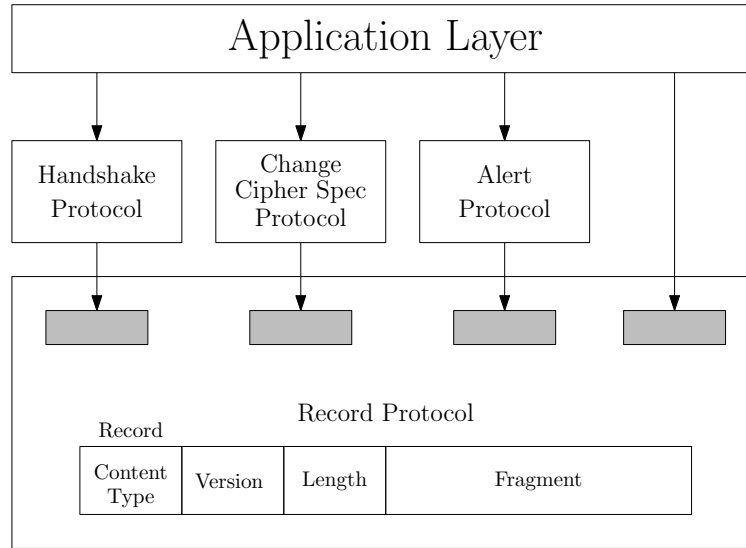 Application Layer
Handshake
Protocol
Change
Cipher Spec
Protocol
Alert
Protocol
Record Protocol
Record
Content
Type
Version
Length
Fragment